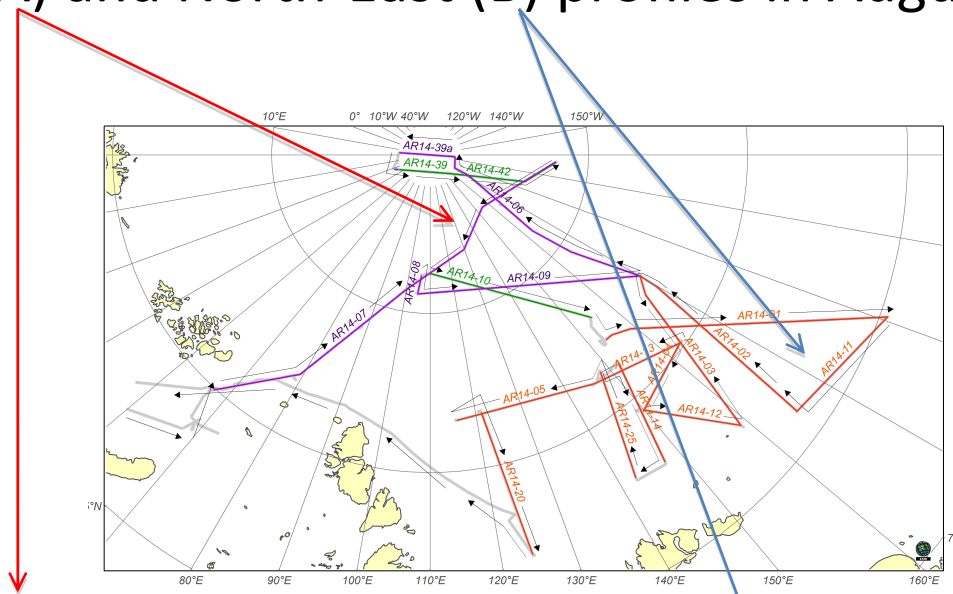 and North-East (B) profiles in Augu
10°E 0° 10°W 40°W 120°W 140°W 150°W
AR14-39a
AR14-39 AR14-42
AR14-06
AR14-08
AR14-10 AR14-09
AR14-07
AR14-01
AR14-02 AR14-11
AR14-03
AR14-05
AR14-12
AR14-14
AR14-25
AR14-20
80°E 90°E 100°E 110°E 120°E 130°E 140°E 150°E 160°E